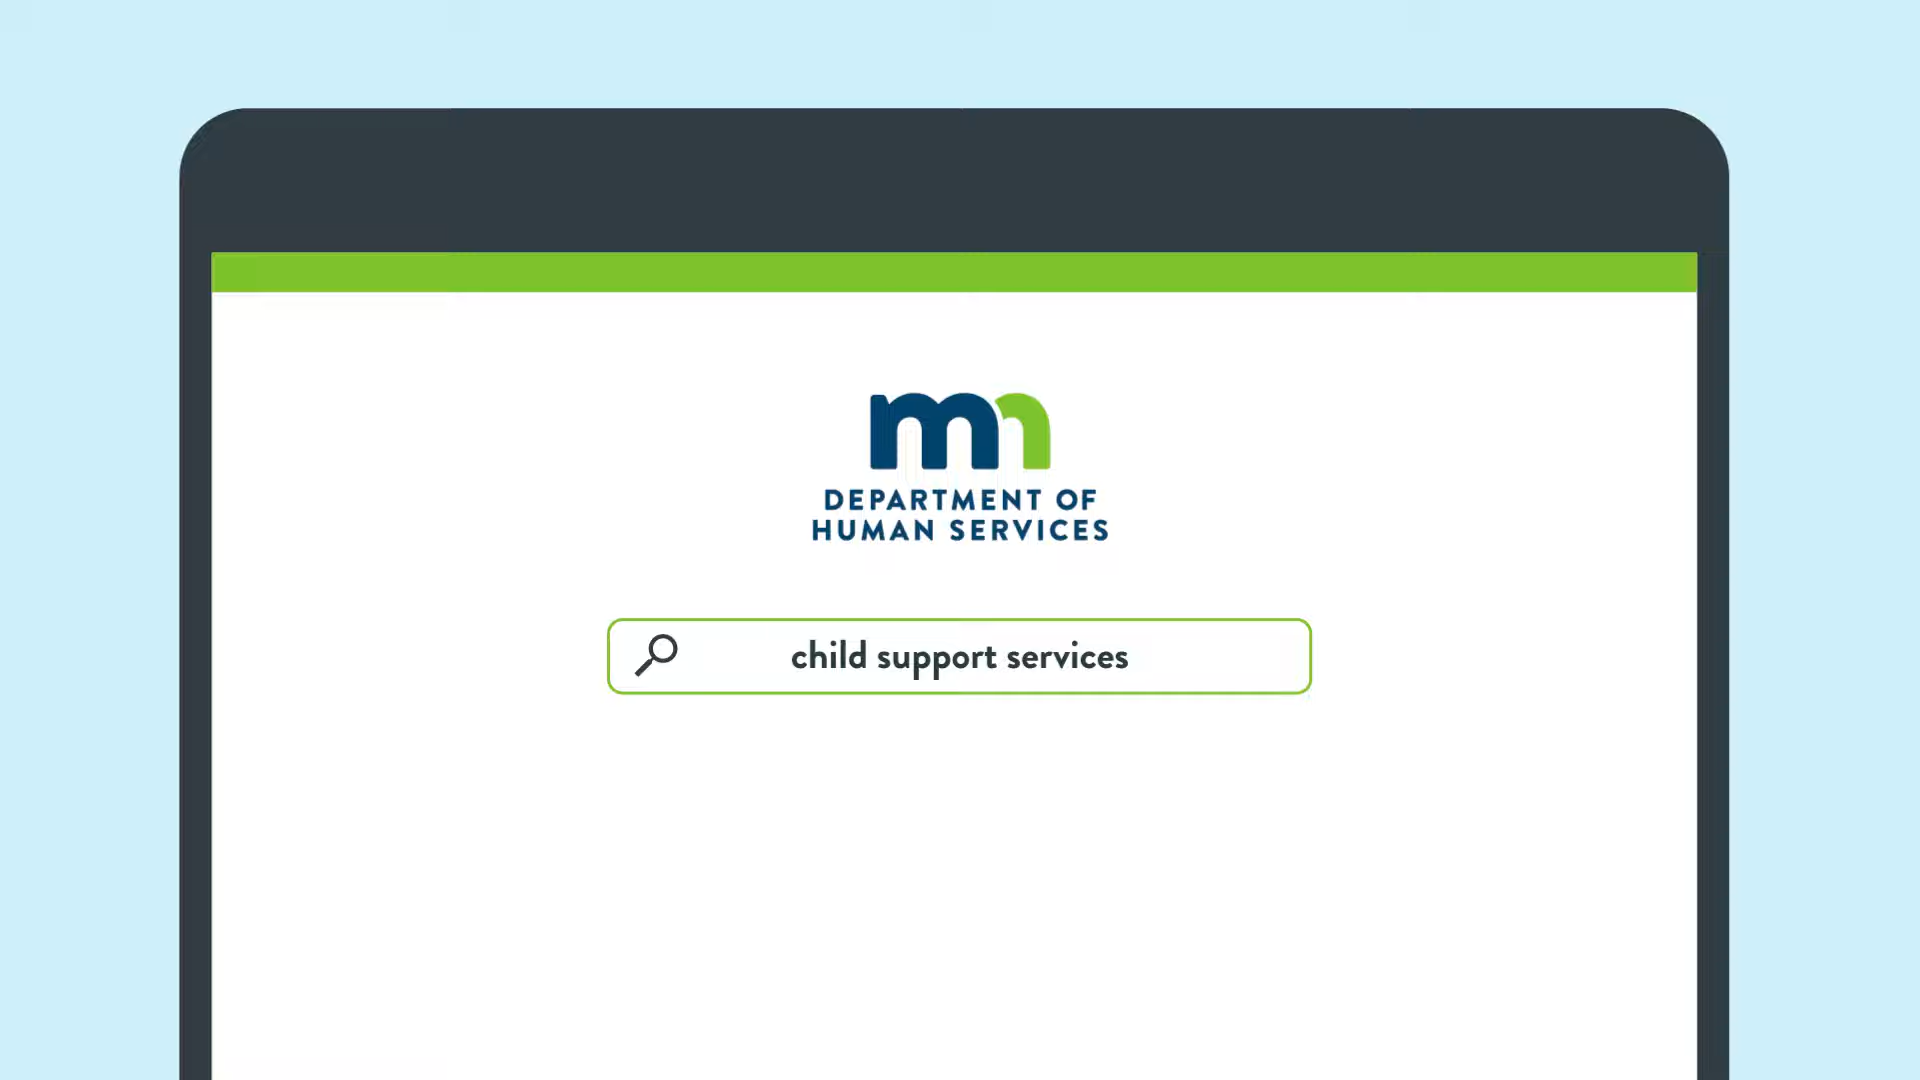 mn
DEPARTMENT OF
HUMAN SERVICES
child support services